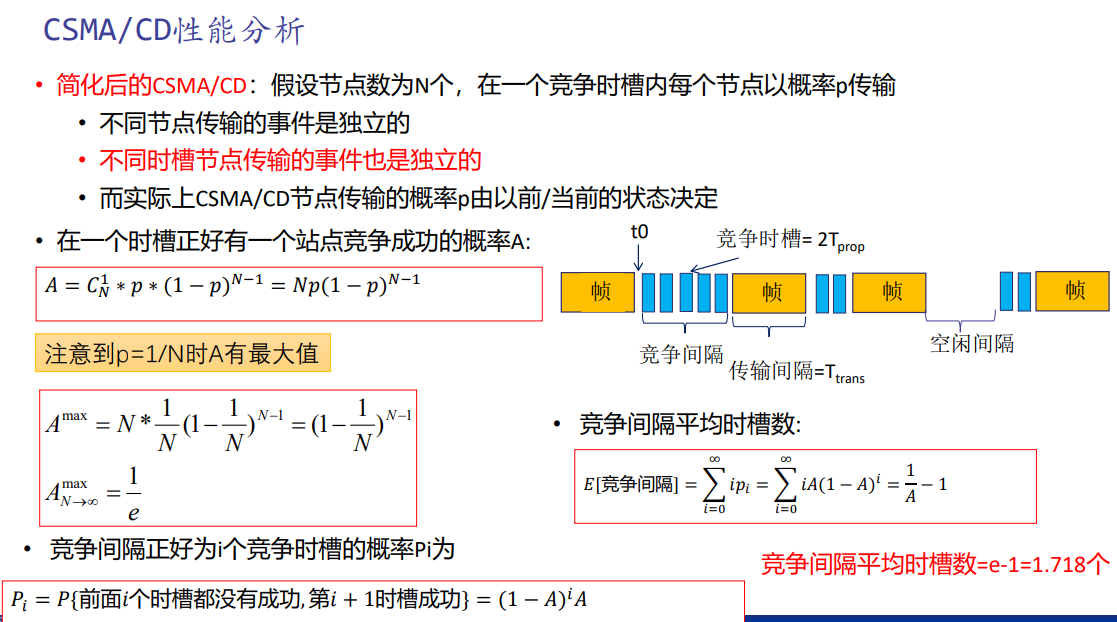 CSMA/CD性能分析
• 简化后的CSMA/CD：假设节点数为N个，在一个竞争时槽内每个节点以概率p传输
• 不同节点传输的事件是独立的
• 不同时槽节点传输的事件也是独立的
• 而实际上CSMA/CD节点传输的概率p由以前/当前的状态决定
• 在一个时槽正好有一个站点竞争成功的概率A:
A = C_N^1 ∗ p ∗ (1 − p)^{N−1} = Np(1 − p)^{N−1}
注意到p=1/N时A有最大值
A^{max} = N * \frac{1}{N}(1 − \frac{1}{N})^{N−1} = (1 − \frac{1}{N})^{N−1}
A_{N→∞}^{max} = \frac{1}{e}
• 竞争间隔正好为i个竞争时槽的概率Pi为
P_i = P{前面i个时槽都没有成功, 第i + 1时槽成功} = (1 − A)^i A
t0
竞争时槽= 2T_{prop}
帧
帧
帧
帧
竞争间隔
传输间隔=T_{trans}
空闲间隔
• 竞争间隔平均时槽数:
E[竞争间隔] = \sum_{i=0}^{∞} ip_i = \sum_{i=0}^{∞} iA(1 − A)^i = \frac{1}{A} − 1
竞争间隔平均时槽数=e-1=1.718个